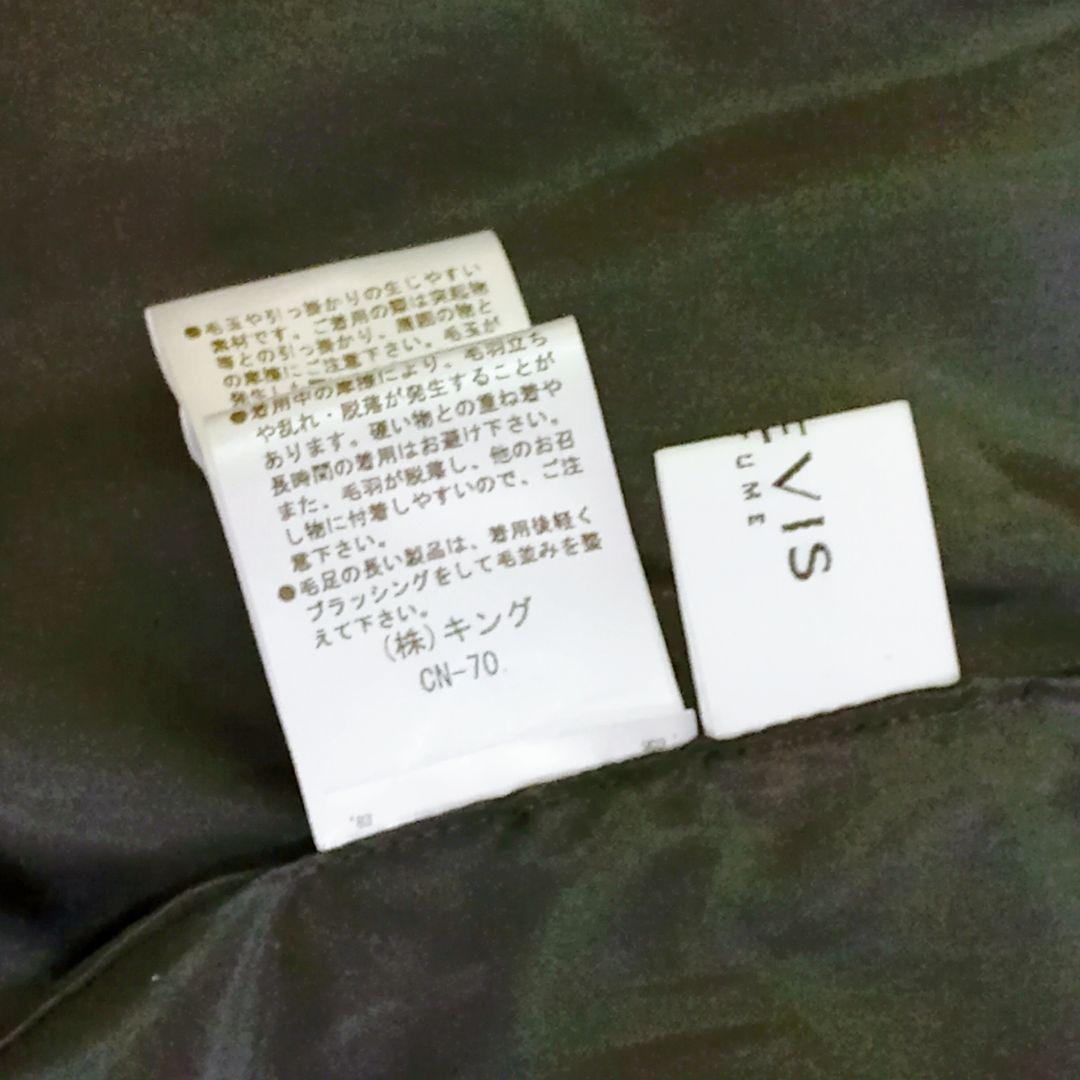 ●毛玉や引っ掛かりの生じやすい
素材です。ご着用の際は突起物
等との引っ掛かり、周囲の物と
の摩擦にご注意下さい。毛玉が
発生し
●着用中の摩擦により、毛羽立ち
や乱れ・脱落が発生することが
あります。硬い物との重ね着や
長時間の着用はお避け下さい。
また、毛羽が脱落し、他のお召
し物に付着しやすいので、ご注
意下さい。
●毛足の長い製品は、着用後軽く
ブラッシングをして毛並みを整
えて下さい。
(株)キング
CN-70
EVIS
UME